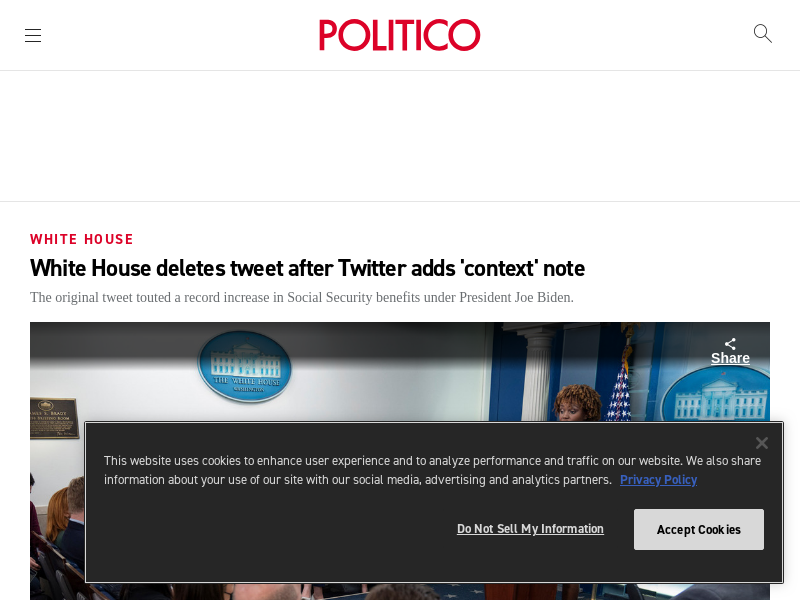 POLITICO
WHITE HOUSE
White House deletes tweet after Twitter adds 'context' note
The original tweet touted a record increase in Social Security benefits under President Joe Biden.
Share
THE WHITE HOUSE
WASHINGTON
This website uses cookies to enhance user experience and to analyze performance and traffic on our website. We also share
information about your use of our site with our social media, advertising and analytics partners. Privacy Policy
Do Not Sell My Information
Accept Cookies